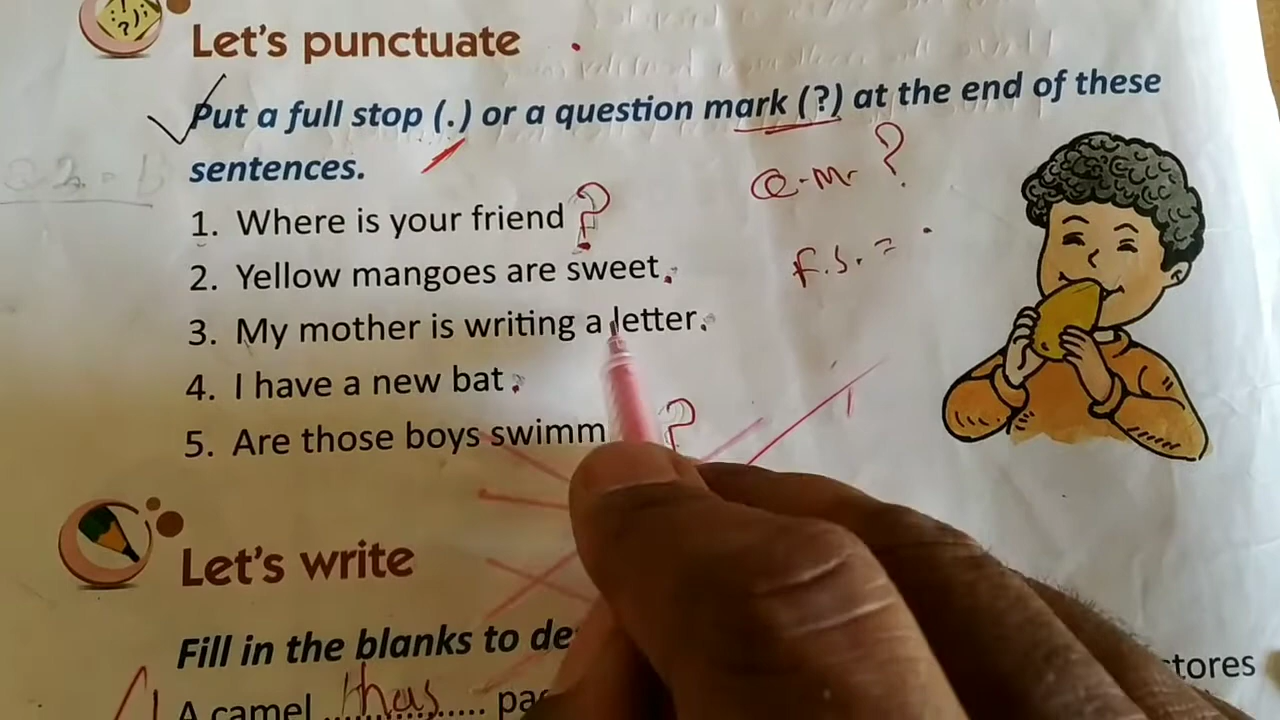 Let's punctuate
Put a full stop (.) or a question mark (?) at the end of these
sentences.
Q-M ?
1. Where is your friend ?
F.S. = .
2. Yellow mangoes are sweet.
3. My mother is writing a letter.
4. I have a new bat.
5. Are those boys swimm ?
Let's write
Fill in the blanks to de
tores
A camel has